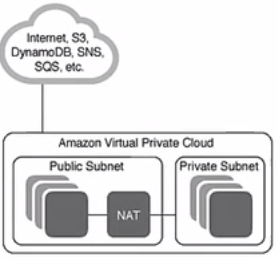 Internet, S3,
DynamoDB, SNS,
SQS, etc.
Amazon Virtual Private Cloud
Public Subnet
Private Subnet
NAT